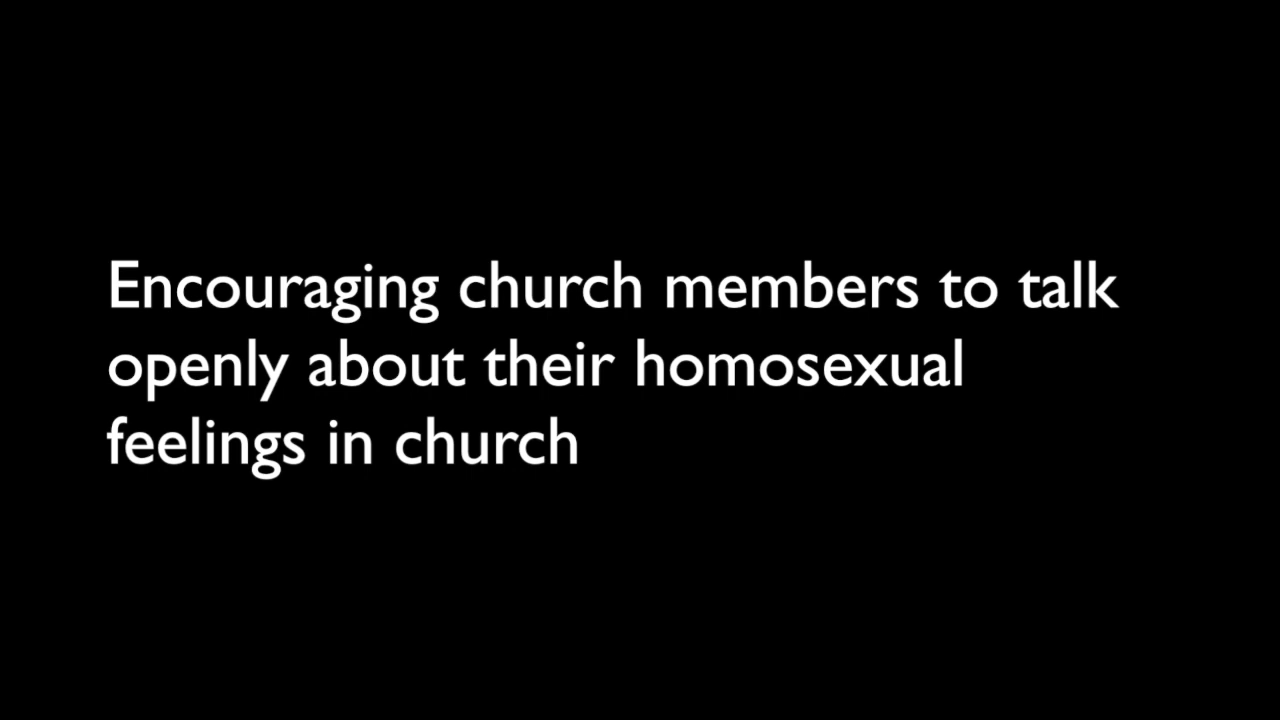 Encouraging church members to talk
openly about their homosexual
feelings in church